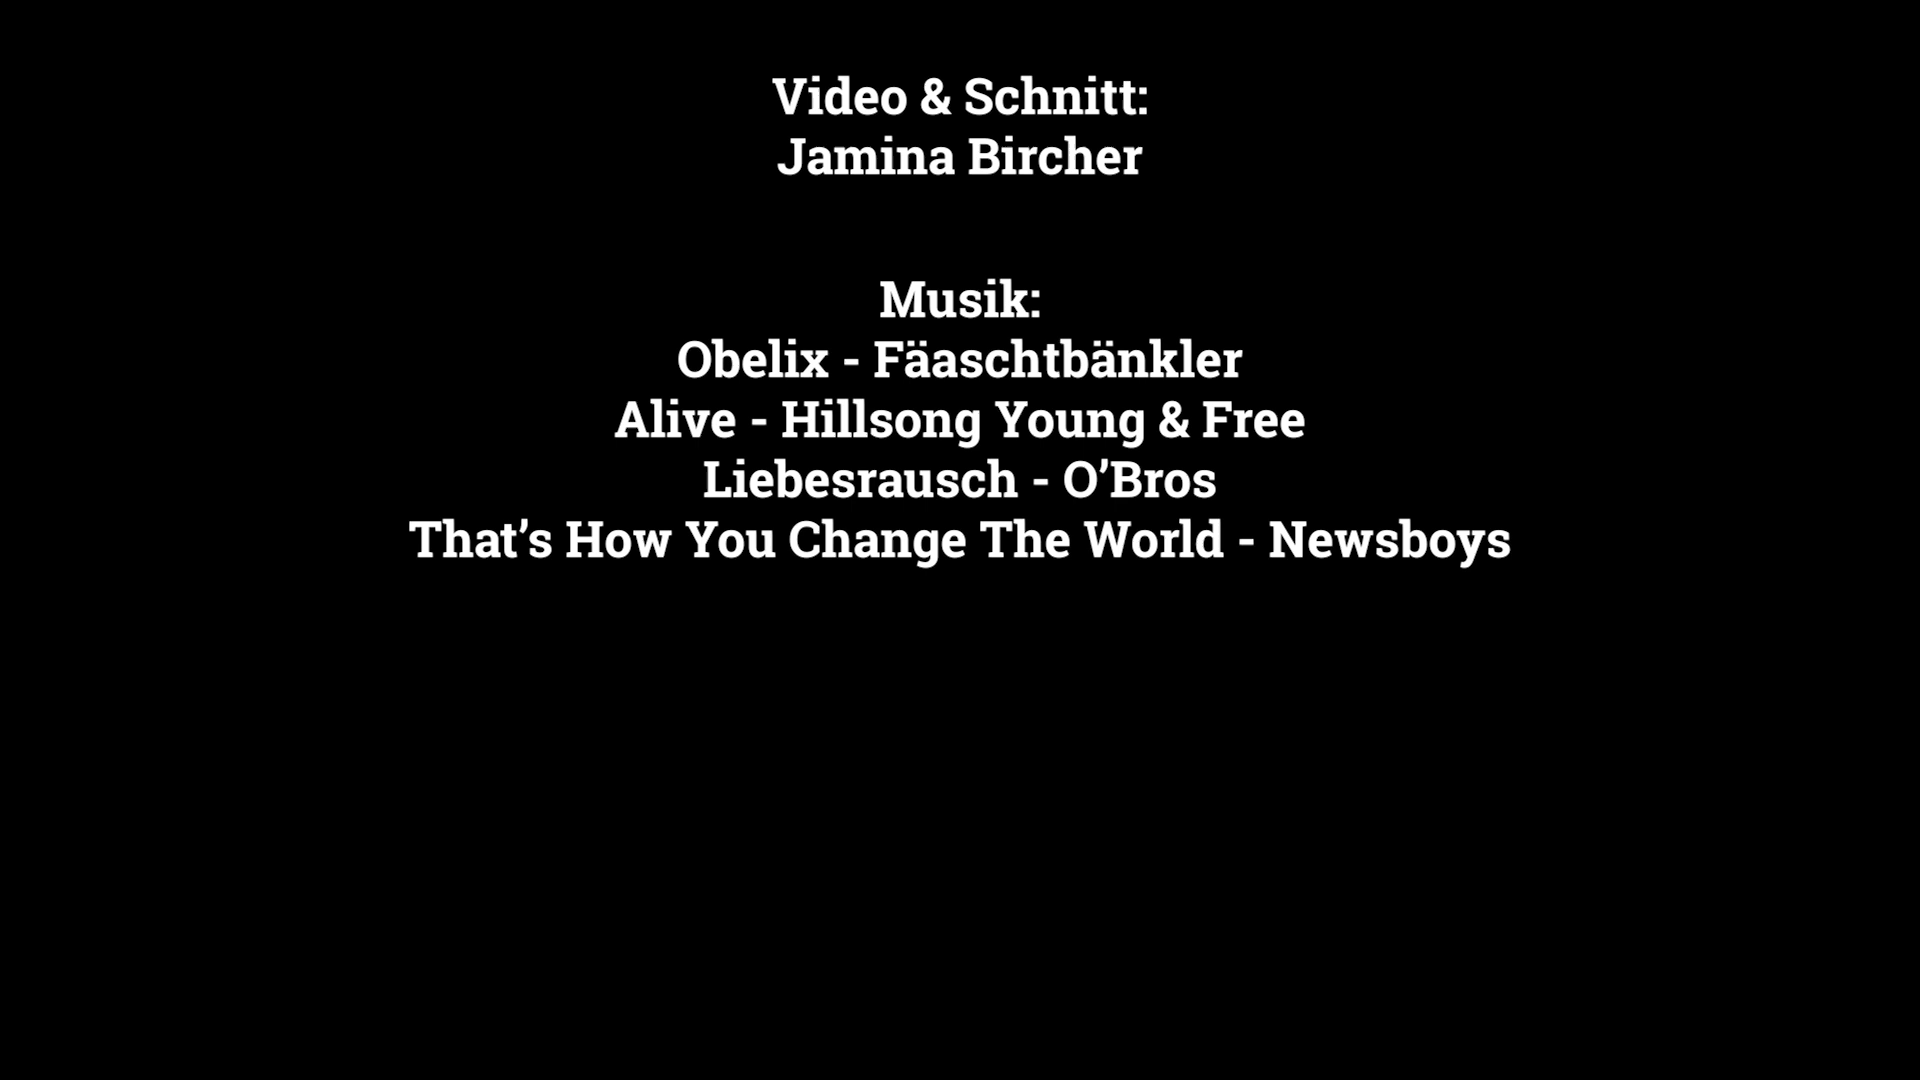 Video & Schnitt:
Jamina Bircher
Musik:
Obelix - Fäaschtbänkler
Alive - Hillsong Young & Free
Liebesrausch - O’Bros
That’s How You Change The World - Newsboys